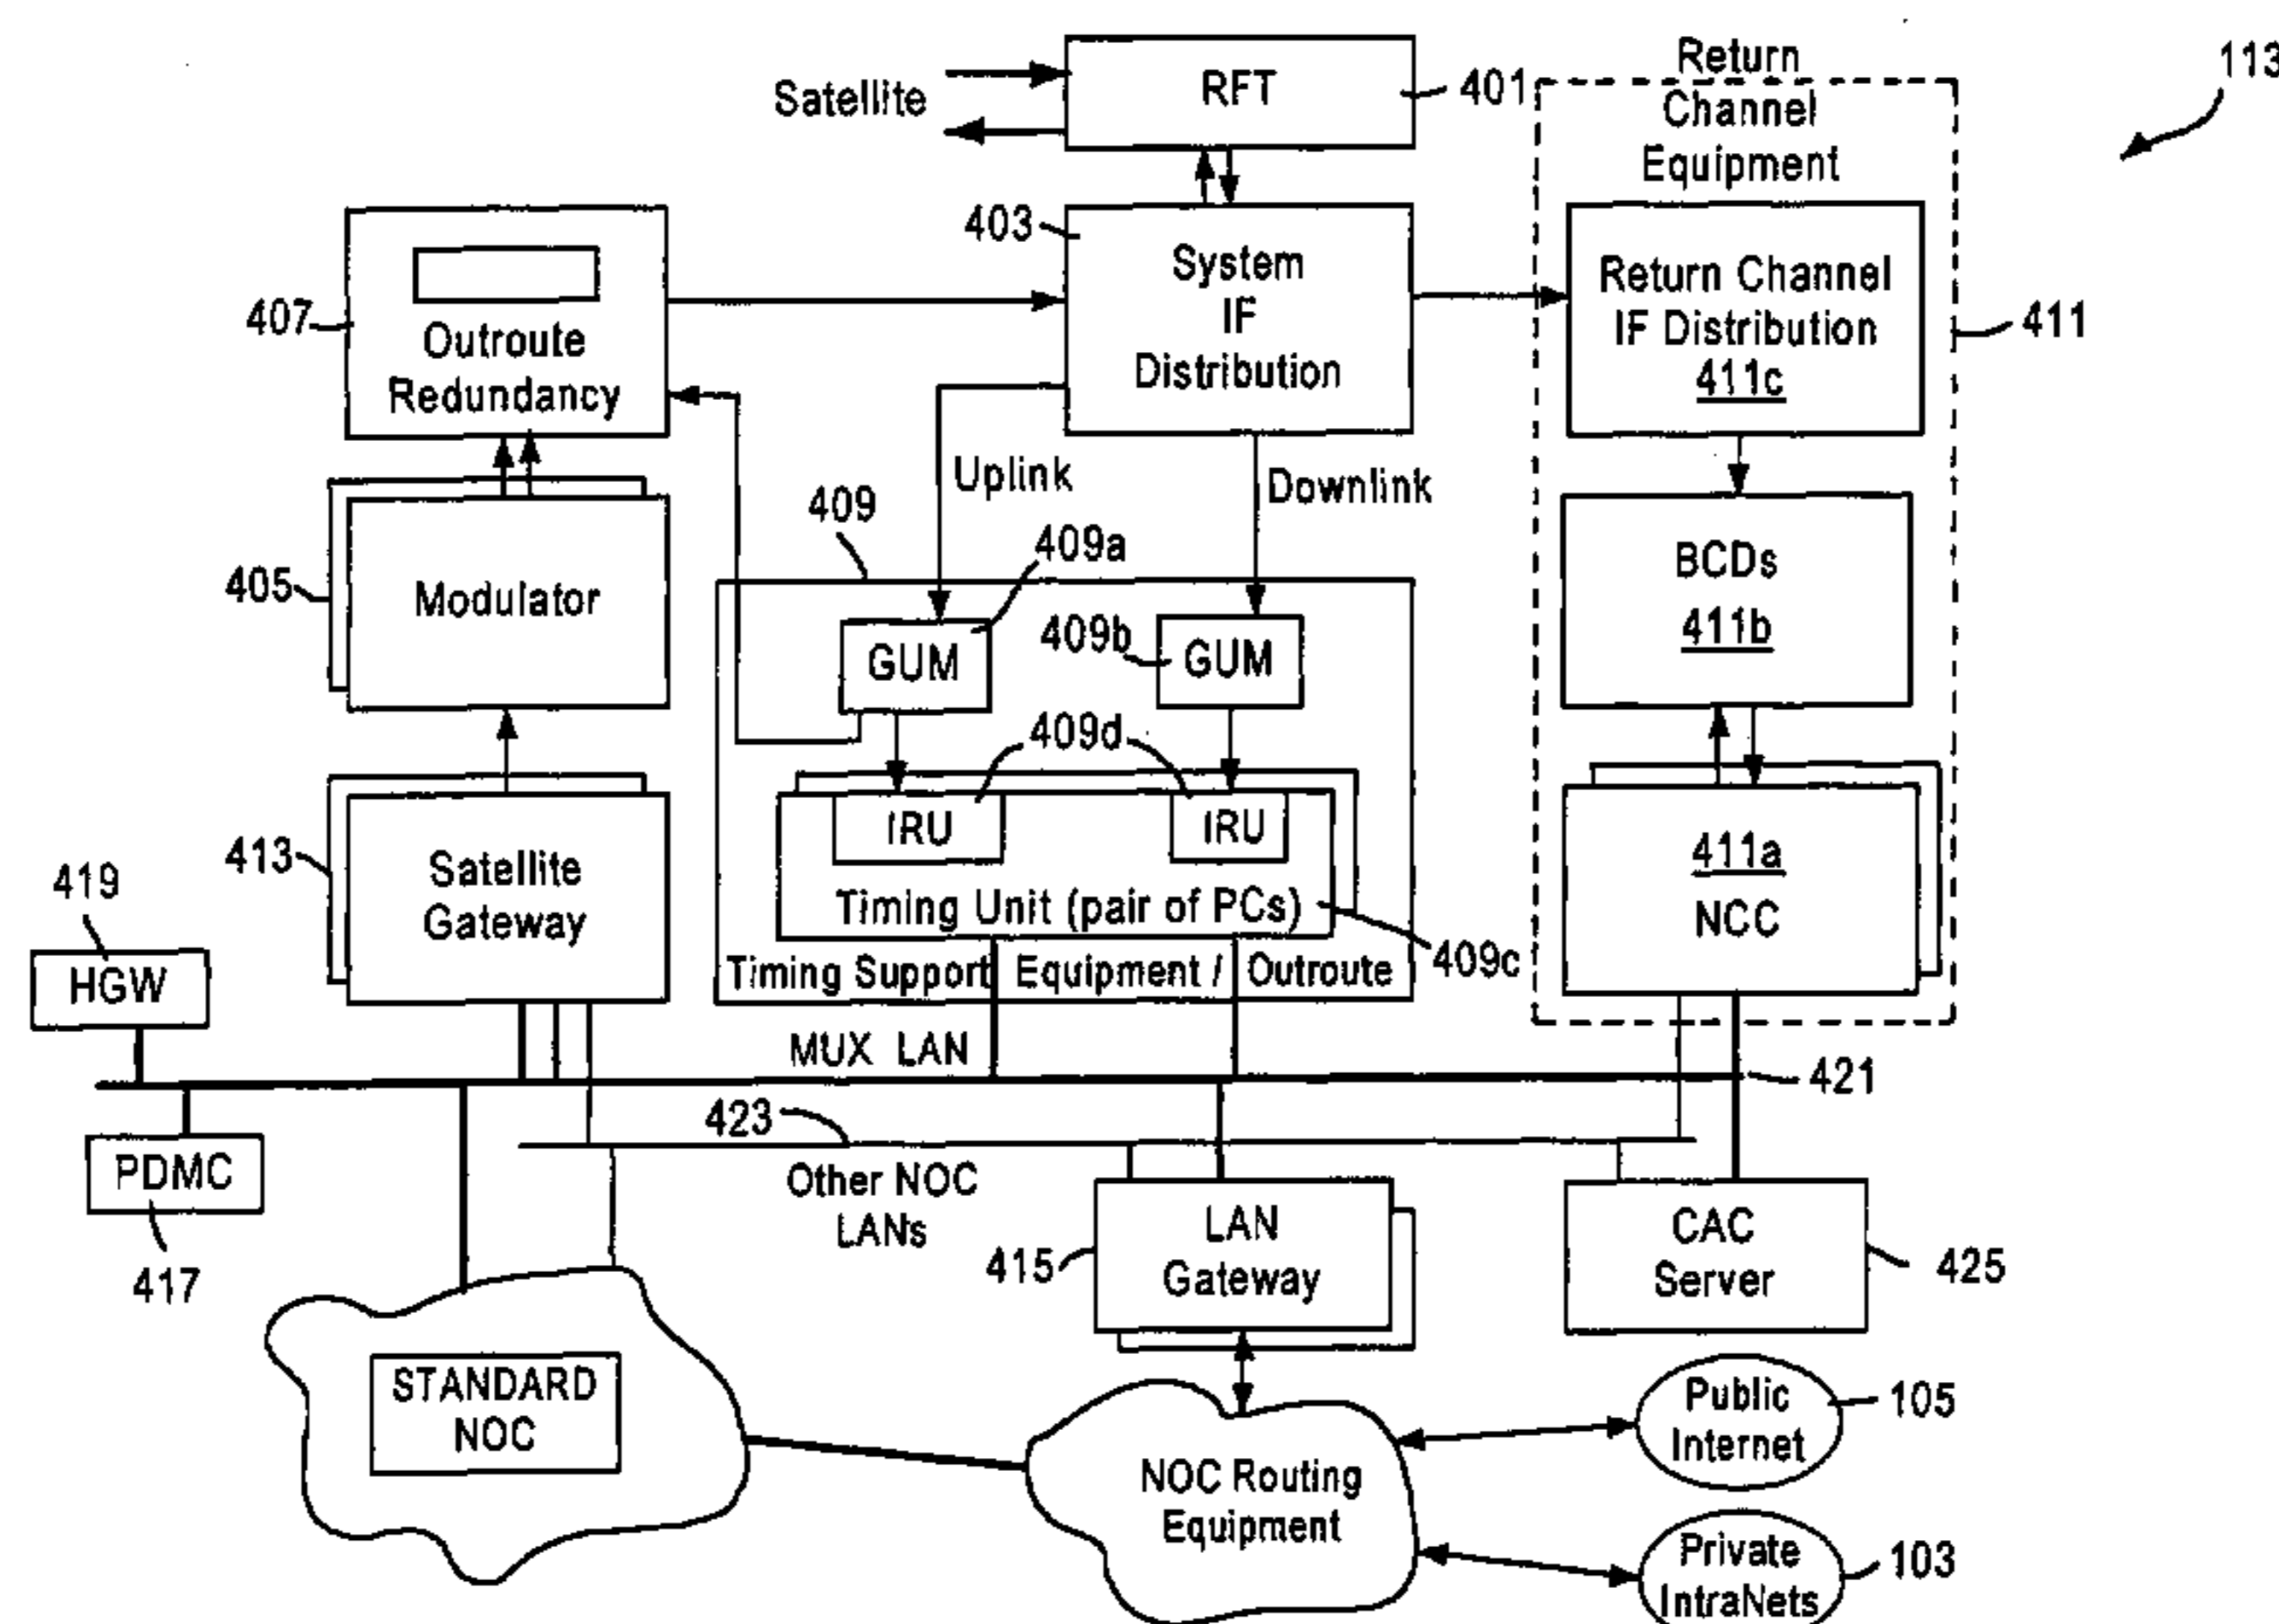 113
Return
Channel
Equipment
Satellite
RFT
401
403
System
IF
Distribution
Return Channel
IF Distribution
411c
411
407
Outroute
Redundancy
Uplink
Downlink
409
409a
409b
BCDs
411b
405
Modulator
GUM
GUM
409d
IRU
IRU
411a
NCC
Timing Unit (pair of PCs)
409c
Timing Support Equipment / Outroute
413
Satellite
Gateway
419
HGW
MUX LAN
421
423
PDMC
417
Other NOC
LANs
415
LAN
Gateway
CAC
Server
425
STANDARD
NOC
NOC Routing
Equipment
Public
Internet
105
Private
IntraNets
103